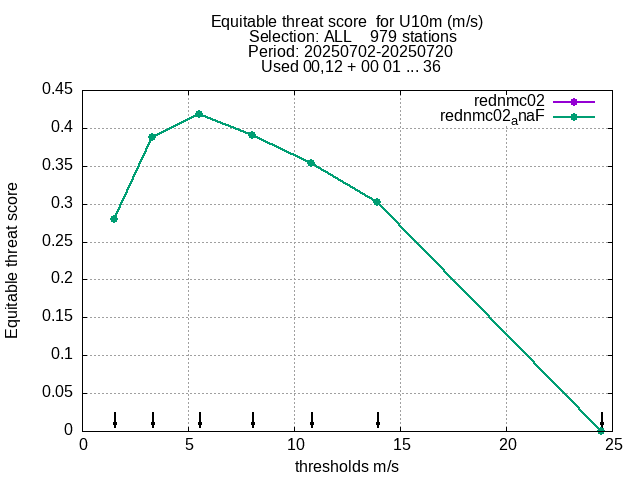 Equitable threat score  for U10m (m/s)
Selection: ALL    979 stations
Period: 20250702-20250720
Used 00,12 + 00 01 ... 36
rednmc02
rednmc02anaF
0.45
0.4
0.35
0.3
0.25
0.2
0.15
0.1
0.05
0
Equitable threat score
0 5 10 15 20 25
thresholds m/s